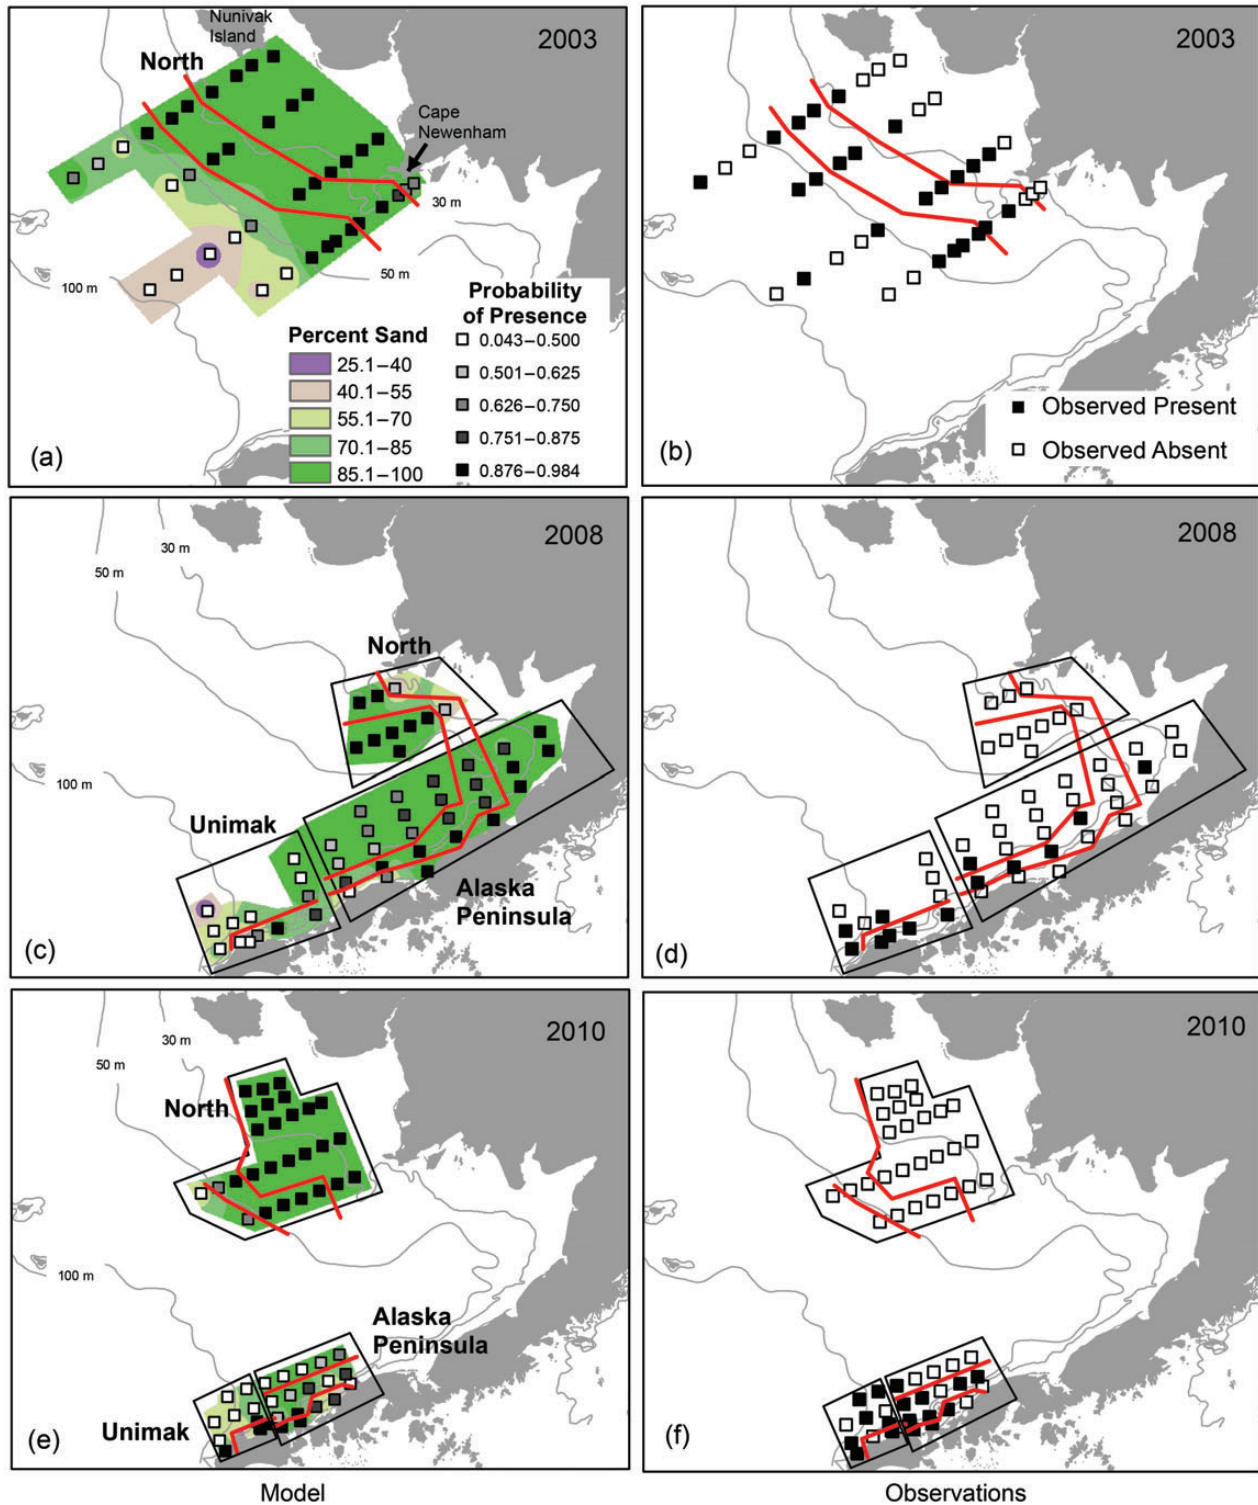 Nunivak
Island
2003
North
Cape
Newenham
30 m
50 m
100 m
Probability
of Presence
0.043–0.500
0.501–0.625
0.626–0.750
0.751–0.875
0.876–0.984
Percent Sand
25.1–40
40.1–55
55.1–70
70.1–85
85.1–100
(a)
2003
Observed Present
Observed Absent
(b)
2008
30 m
50 m
North
100 m
Unimak
Alaska
Peninsula
(c)
2008
(d)
2010
30 m
50 m
North
100 m
Alaska
Peninsula
Unimak
(e)
2010
(f)
Model
Observations